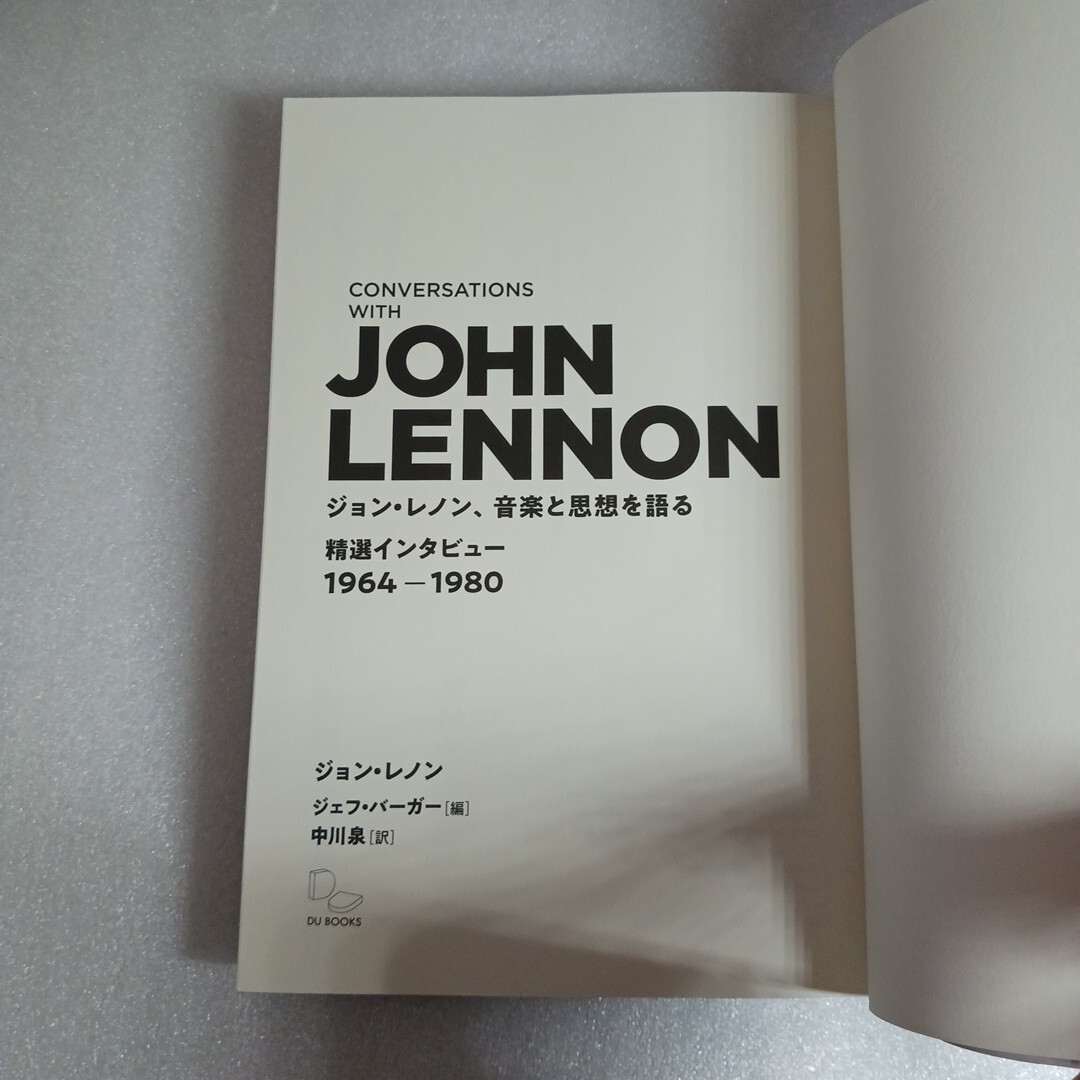 CONVERSATIONS
WITH
JOHN
LENNON
ジョン・レノン、音楽と思想を語る
精選インタビュー
1964 — 1980
ジョン・レノン
ジェフ・バーガー[編]
中川泉[訳]
DU BOOKS